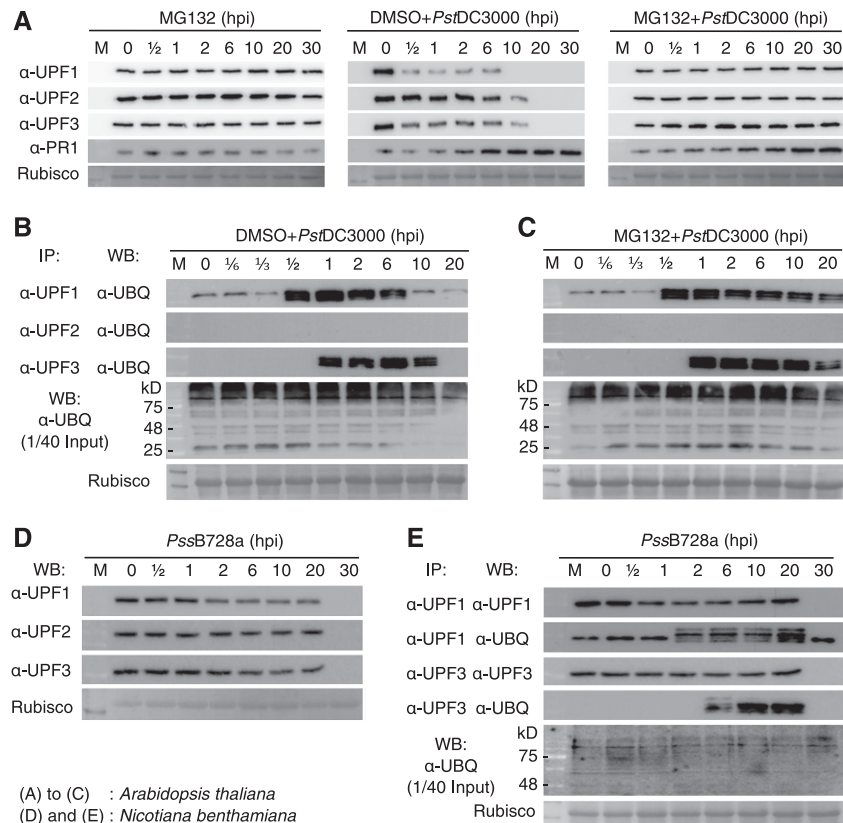 A
MG132 (hpi)
DMSO+PstDC3000 (hpi)
MG132+PstDC3000 (hpi)
M 0 ½ 1 2 6 10 20 30
M 0 ½ 1 2 6 10 20 30
M 0 ½ 1 2 6 10 20 30
α-UPF1
α-UPF2
α-UPF3
α-PR1
Rubisco
B
DMSO+PstDC3000 (hpi)
IP: WB: M 0 ⅙ ⅓ ½ 1 2 6 10 20
α-UPF1 α-UBQ
α-UPF2 α-UBQ
α-UPF3 α-UBQ
WB:
α-UBQ
(1/40 Input)
kD
75
48
25
Rubisco
C
MG132+PstDC3000 (hpi)
M 0 ⅙ ⅓ ½ 1 2 6 10 20
kD
75
48
25
D
PssB728a (hpi)
WB: M 0 ½ 1 2 6 10 20 30
α-UPF1
α-UPF2
α-UPF3
Rubisco
E
PssB728a (hpi)
IP: WB: M 0 ½ 1 2 6 10 20 30
α-UPF1 α-UPF1
α-UPF1 α-UBQ
α-UPF3 α-UPF3
α-UPF3 α-UBQ
WB:
α-UBQ
(1/40 Input)
kD
75
48
Rubisco
(A) to (C) : Arabidopsis thaliana
(D) and (E) : Nicotiana benthamiana